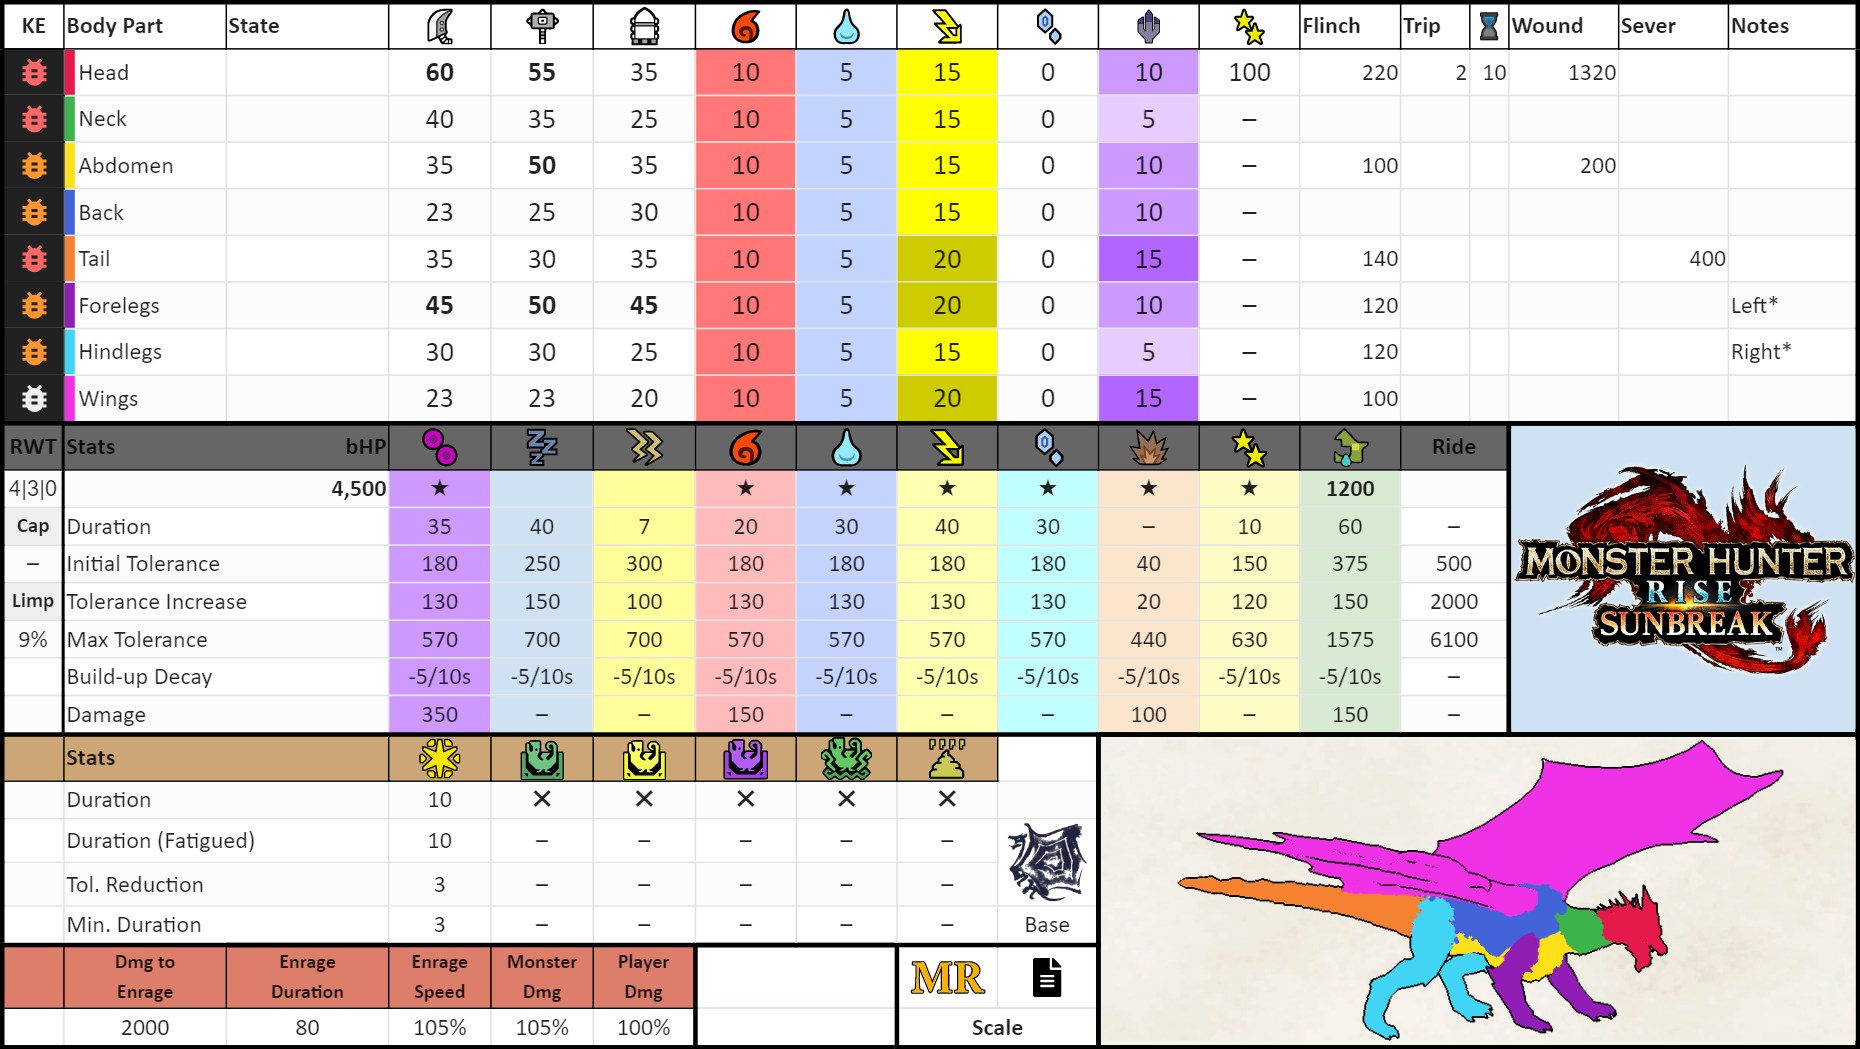 KE Body Part State Flinch Trip Wound Sever Notes
Head 60 55 35 10 5 15 0 10 100 220 2 10 1320
Neck 40 35 25 10 5 15 0 5 –
Abdomen 35 50 35 10 5 15 0 10 – 100 200
Back 23 25 30 10 5 15 0 10 –
Tail 35 30 35 10 5 20 0 15 – 140 400
Forelegs 45 50 45 10 5 20 0 10 – 120 Left*
Hindlegs 30 30 25 10 5 15 0 5 – 120 Right*
Wings 23 23 20 10 5 20 0 15 – 100
RWT Stats bHP Ride
4|3|0 4,500 ★ ★ ★ ★ ★ ★ ★ 1200
Cap Duration 35 40 7 20 30 40 30 – 10 60 –
– Initial Tolerance 180 250 300 180 180 180 180 40 150 375 500
Limp Tolerance Increase 130 150 100 130 130 130 130 20 120 150 2000
9% Max Tolerance 570 700 700 570 570 570 570 440 630 1575 6100
Build-up Decay -5/10s -5/10s -5/10s -5/10s -5/10s -5/10s -5/10s -5/10s -5/10s -5/10s –
Damage 350 – – 150 – – – 100 – 150 –
MONSTER HUNTER
RISE
SUNBREAK
™
Stats
Duration 10 ✕ ✕ ✕ ✕ ✕
Duration (Fatigued) 10 – – – – –
Tol. Reduction 3 – – – – –
Min. Duration 3 – – – – – Base
Dmg to Enrage Enrage Monster Player
Enrage Duration Speed Dmg Dmg
MR
2000 80 105% 105% 100% Scale